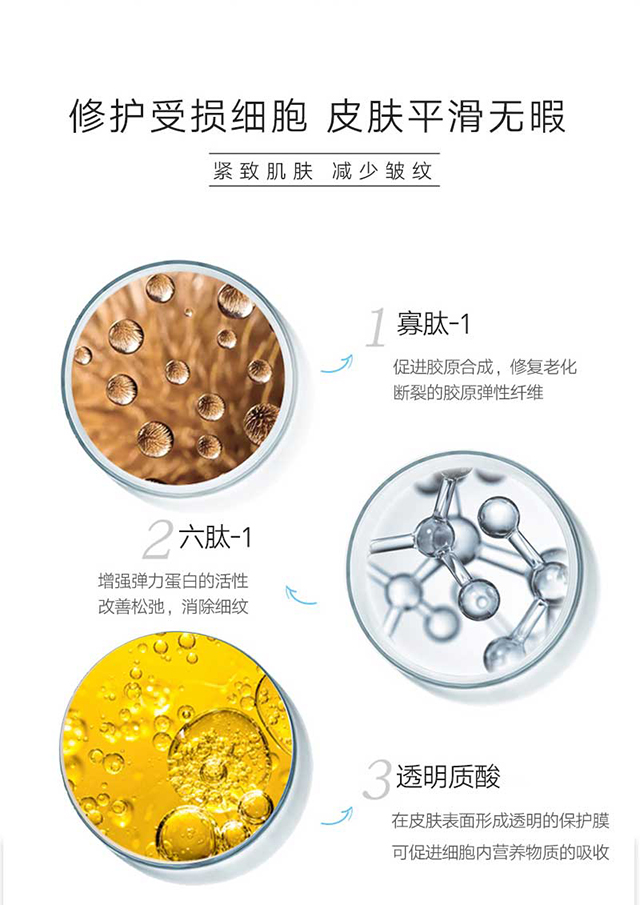 修护受损细胞 皮肤平滑无暇
紧致肌肤 减少皱纹
1 寡肽-1
促进胶原合成，修复老化
断裂的胶原弹性纤维
2 六肽-1
增强弹力蛋白的活性
改善松弛，消除细纹
3 透明质酸
在皮肤表面形成透明的保护膜
可促进细胞内营养物质的吸收